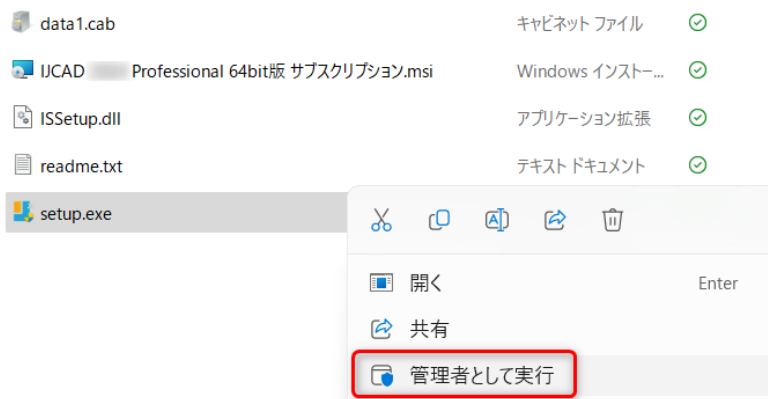 data1.cab キャビネット ファイル
IJCAD Professional 64bit版 サブスクリプション.msi Windows インストー...
ISSetup.dll アプリケーション拡張
readme.txt テキスト ドキュメント
setup.exe
開く Enter
共有
管理者として実行